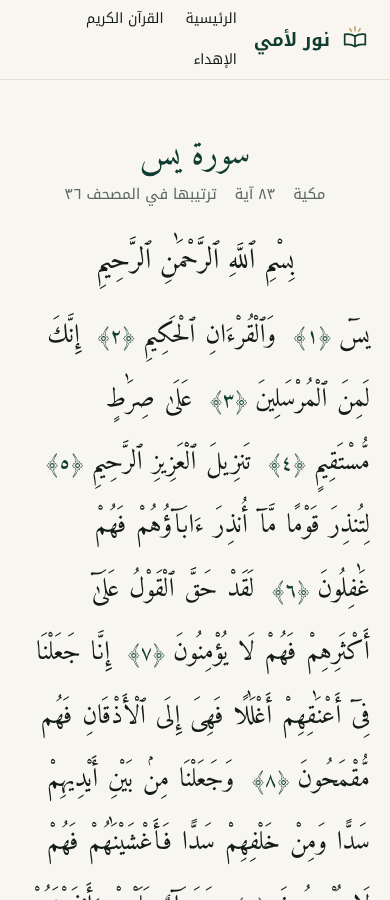 نور لأمي
الرئيسية القرآن الكريم
الإهداء
سورة يس
مكية ٨٣ آية ترتيبها في المصحف ٣٦
بِسْمِ ٱللَّهِ ٱلرَّحْمَٰنِ ٱلرَّحِيمِ
يسٓ ﴿١﴾ وَٱلْقُرْءَانِ ٱلْحَكِيمِ ﴿٢﴾ إِنَّكَ
لَمِنَ ٱلْمُرْسَلِينَ ﴿٣﴾ عَلَىٰ صِرَٰطٍ
مُّسْتَقِيمٍ ﴿٤﴾ تَنزِيلَ ٱلْعَزِيزِ ٱلرَّحِيمِ ﴿٥﴾
لِتُنذِرَ قَوْمًا مَّآ أُنذِرَ ءَابَآؤُهُمْ فَهُمْ
غَٰفِلُونَ ﴿٦﴾ لَقَدْ حَقَّ ٱلْقَوْلُ عَلَىٰٓ
أَكْثَرِهِمْ فَهُمْ لَا يُؤْمِنُونَ ﴿٧﴾ إِنَّا جَعَلْنَا
فِىٓ أَعْنَٰقِهِمْ أَغْلَٰلًا فَهِىَ إِلَى ٱلْأَذْقَانِ فَهُم
مُّقْمَحُونَ ﴿٨﴾ وَجَعَلْنَا مِنۢ بَيْنِ أَيْدِيهِمْ
سَدًّا وَمِنْ خَلْفِهِمْ سَدًّا فَأَغْشَيْنَٰهُمْ فَهُمْ